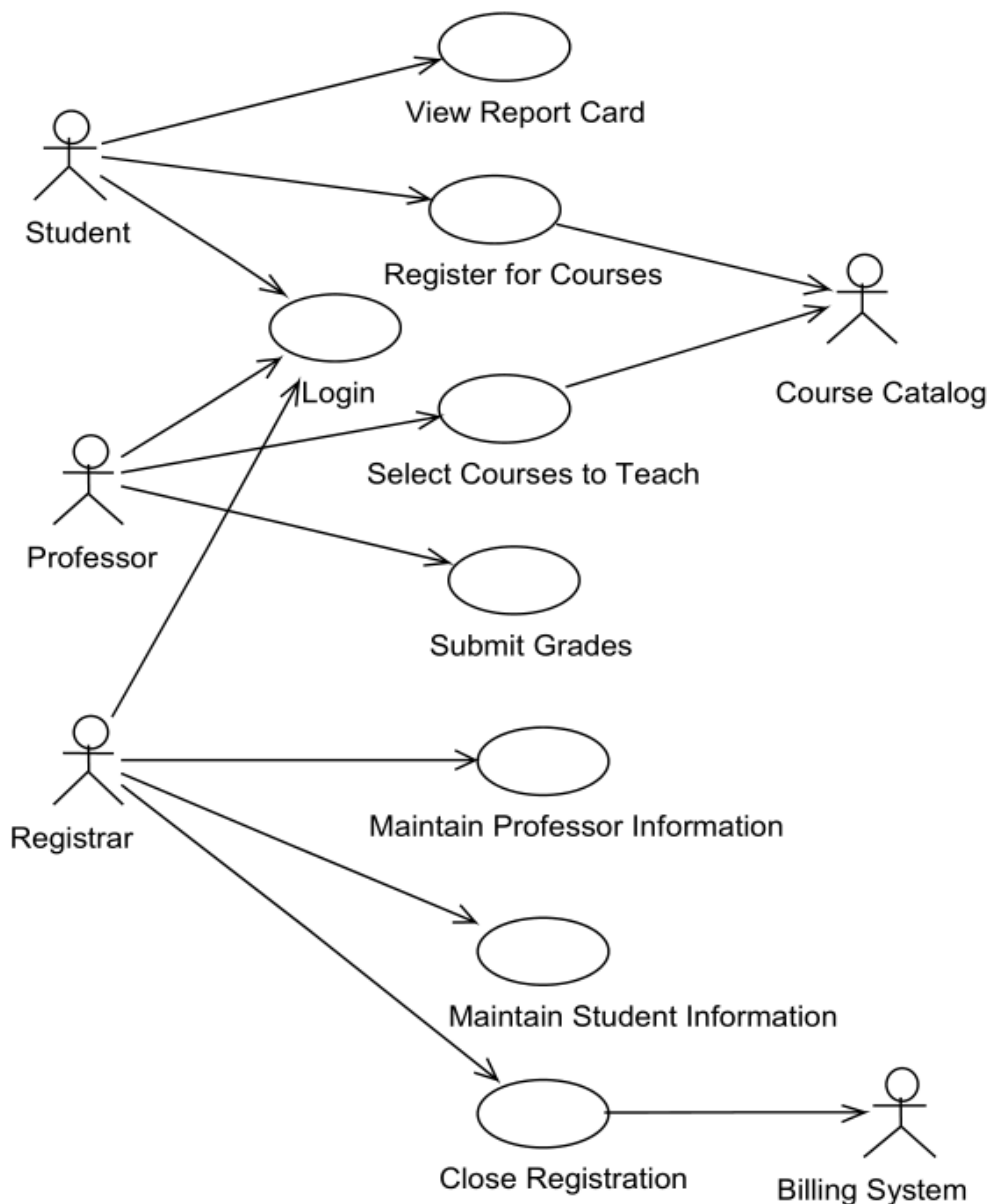 View Report Card
Student
Register for Courses
Login
Course Catalog
Select Courses to Teach
Professor
Submit Grades
Maintain Professor Information
Registrar
Maintain Student Information
Close Registration
Billing System